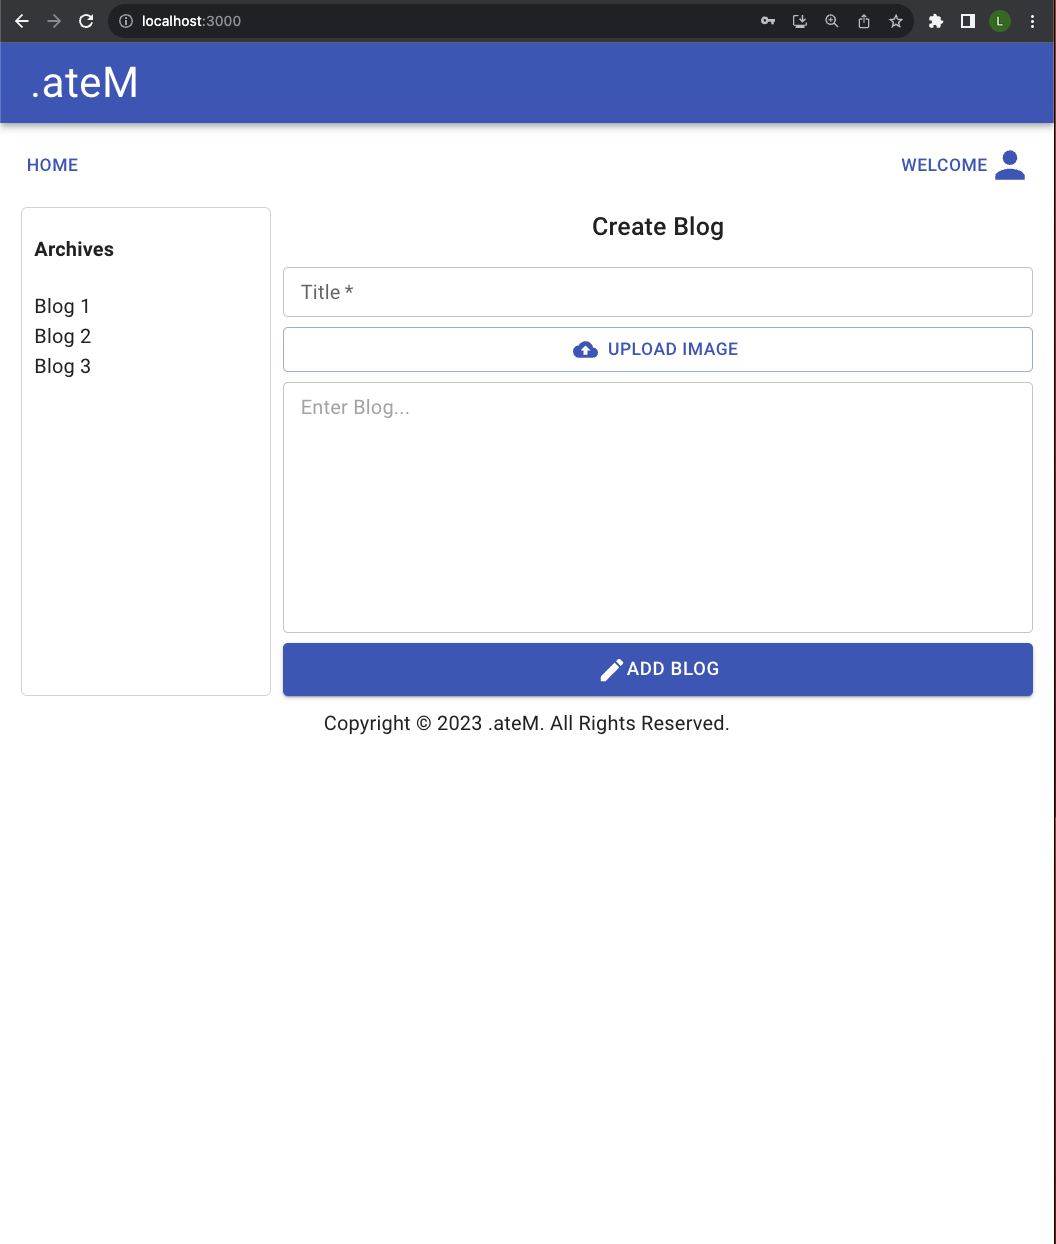 localhost:3000
L
.ateM
HOME
WELCOME
Archives
Blog 1
Blog 2
Blog 3
Create Blog
Title *
UPLOAD IMAGE
Enter Blog...
ADD BLOG
Copyright © 2023 .ateM. All Rights Reserved.